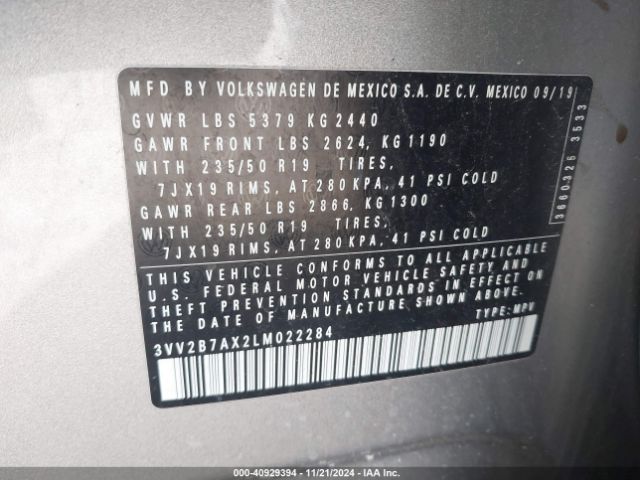 MFD BY VOLKSWAGEN DE MEXICO S.A. DE C.V. MEXICO 09/19
GVWR LBS 5379 KG 2440
GAWR FRONT LBS 2624, KG 1190
WITH 235/50 R19 TIRES,
7JX19 RIMS, AT 280 KPA, 41 PSI COLD
GAWR REAR LBS 2866, KG 1300
WITH 235/50 R19 TIRES,
7JX19 RIMS, AT 280 KPA, 41 PSI COLD
THIS VEHICLE CONFORMS TO ALL APPLICABLE
U.S. FEDERAL MOTOR VEHICLE SAFETY AND
THEFT PREVENTION STANDARDS IN EFFECT ON
THE DATE OF MANUFACTURE SHOWN ABOVE.
3VV2B7AX2LM022284 TYPE: MPV
3660326 3533
000-40929394 | 11/21/2024 | IAA Inc.